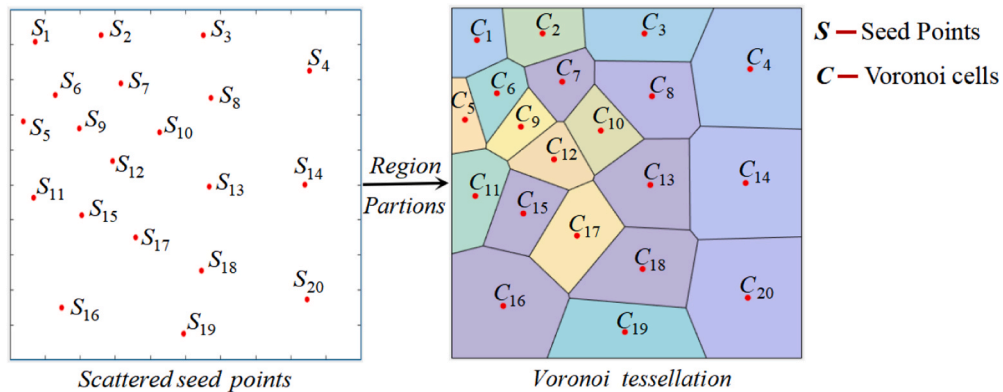 S1 S2 S3
S4
S6 S7
S8
S5 S9 S10
S12
S11 S13 S14
S15
S17
S18
S16 S20
S19
Scattered seed points
Region
Partions
C1 C2 C3
C4
C6 C7
C8
C5 C9 C10
C12
C11 C13 C14
C15
C17
C18
C16 C20
C19
Voronoi tessellation
S — Seed Points
C — Voronoi cells